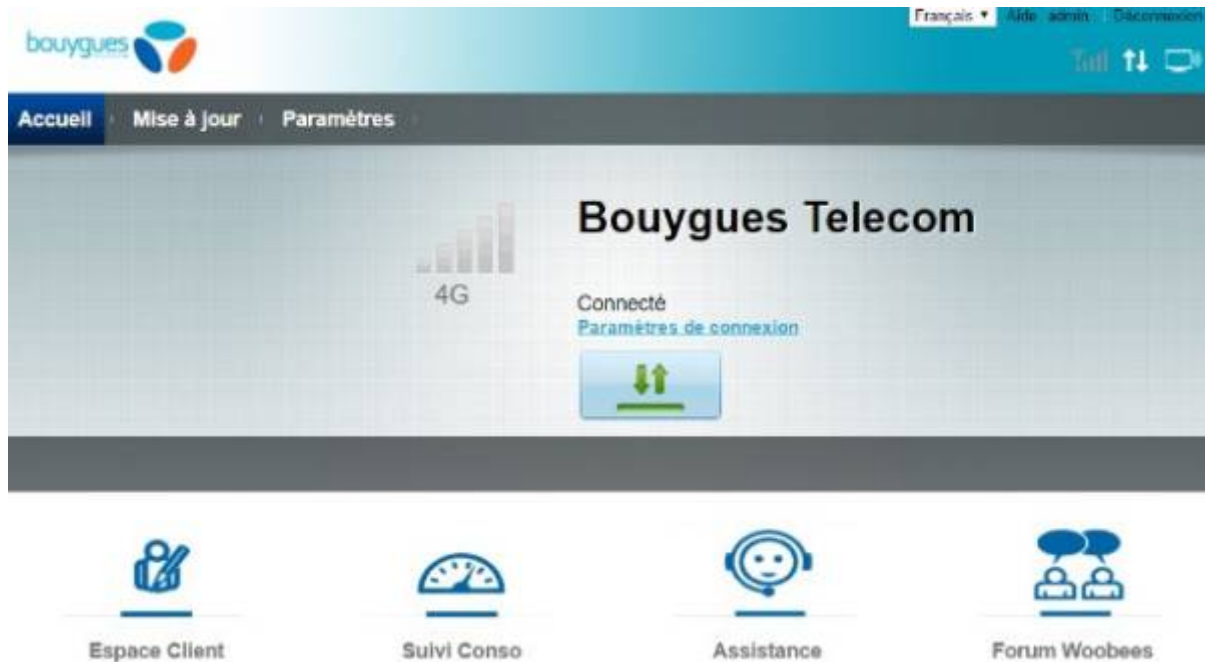 Français
Aide
admin
Déconnexion
bouygues
Accueil
Mise à jour
Paramètres
Bouygues Telecom
4G
Connecté
Paramètres de connexion
Espace Client
Suivi Conso
Assistance
Forum Woobees